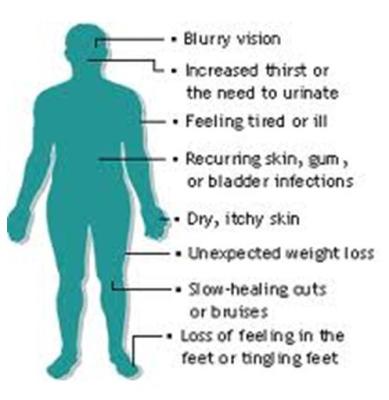 ▪ Blurry vision
▪ Increased thirst or
the need to urinate
▪ Feeling tired or ill
▪ Recurring skin, gum,
or bladder infections
▪ Dry, itchy skin
▪ Unexpected weight loss
▪ Slow-healing cuts
or bruises
▪ Loss of feeling in the
feet or tingling feet